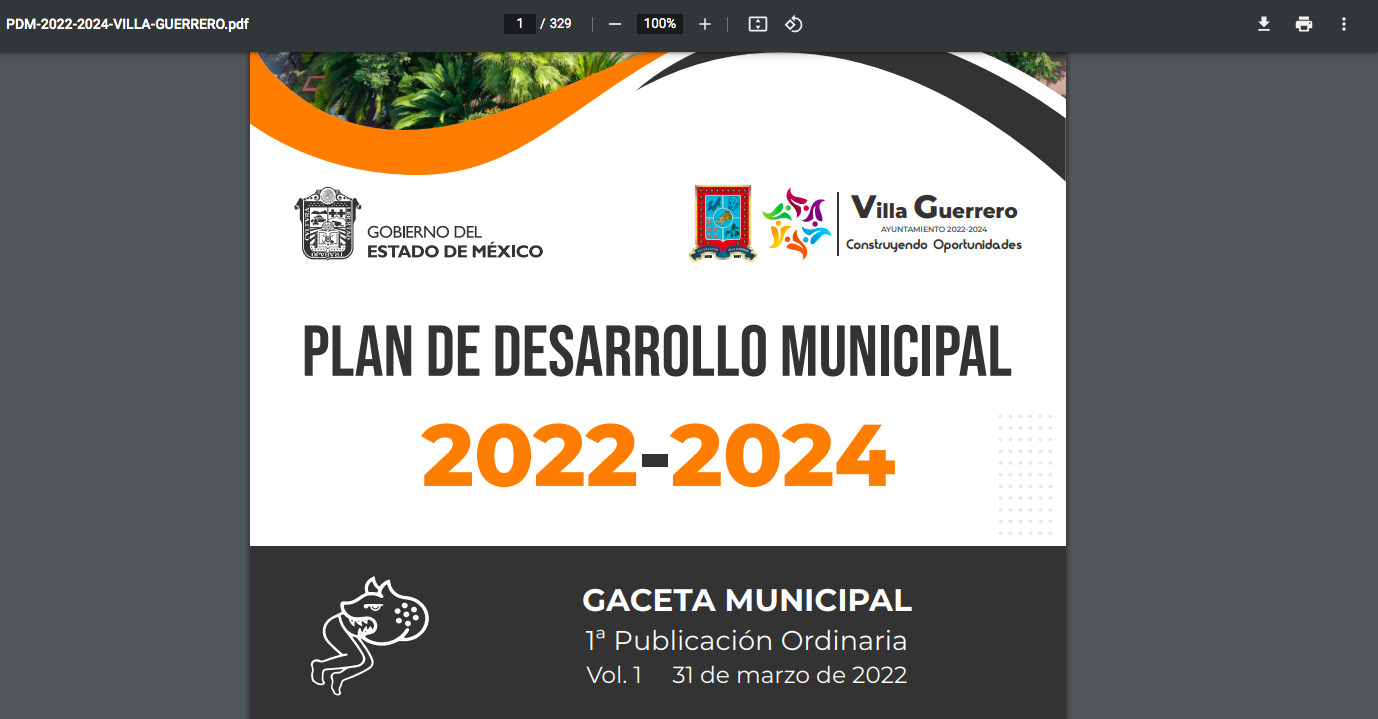 PDM-2022-2024-VILLA-GUERRERO.pdf
1 / 329
100%
GOBIERNO DEL
ESTADO DE MÉXICO
Villa Guerrero
AYUNTAMIENTO 2022-2024
Construyendo Oportunidades
PLAN DE DESARROLLO MUNICIPAL
2022-2024
GACETA MUNICIPAL
1ª Publicación Ordinaria
Vol. 1 31 de marzo de 2022